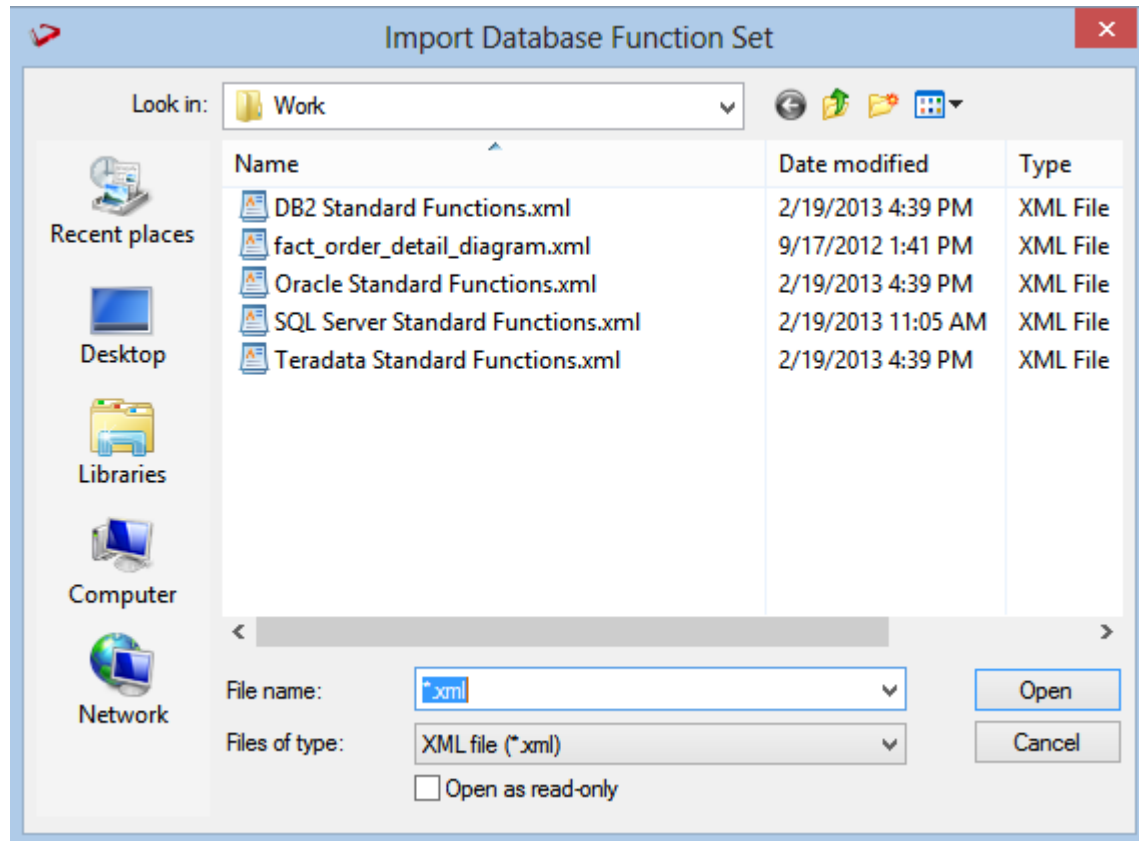 Import Database Function Set
Look in: Work
Name Date modified Type
DB2 Standard Functions.xml 2/19/2013 4:39 PM XML File
fact_order_detail_diagram.xml 9/17/2012 1:41 PM XML File
Oracle Standard Functions.xml 2/19/2013 4:39 PM XML File
SQL Server Standard Functions.xml 2/19/2013 11:05 AM XML File
Teradata Standard Functions.xml 2/19/2013 4:39 PM XML File
Recent places
Desktop
Libraries
Computer
Network
File name: *.xml Open
Files of type: XML file (*.xml) Cancel
Open as read-only